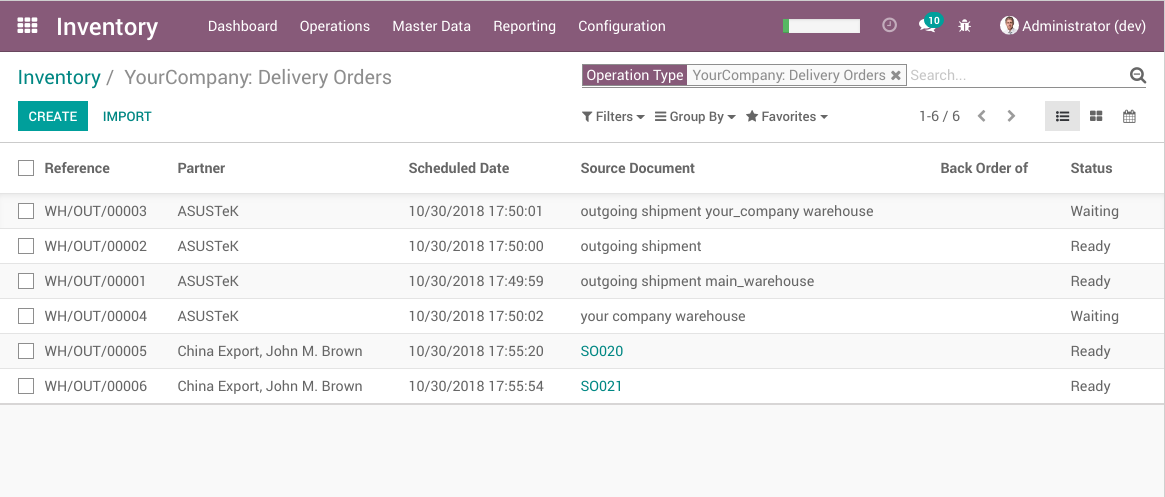 Inventory Dashboard Operations Master Data Reporting Configuration 10 Administrator (dev)
Inventory / YourCompany: Delivery Orders
Operation Type YourCompany: Delivery Orders Search...
CREATE IMPORT Filters Group By Favorites 1-6 / 6
Reference Partner Scheduled Date Source Document Back Order of Status
WH/OUT/00003 ASUSTeK 10/30/2018 17:50:01 outgoing shipment your_company warehouse Waiting
WH/OUT/00002 ASUSTeK 10/30/2018 17:50:00 outgoing shipment Ready
WH/OUT/00001 ASUSTeK 10/30/2018 17:49:59 outgoing shipment main_warehouse Ready
WH/OUT/00004 ASUSTeK 10/30/2018 17:50:02 your company warehouse Waiting
WH/OUT/00005 China Export, John M. Brown 10/30/2018 17:55:20 SO020 Ready
WH/OUT/00006 China Export, John M. Brown 10/30/2018 17:55:54 SO021 Ready